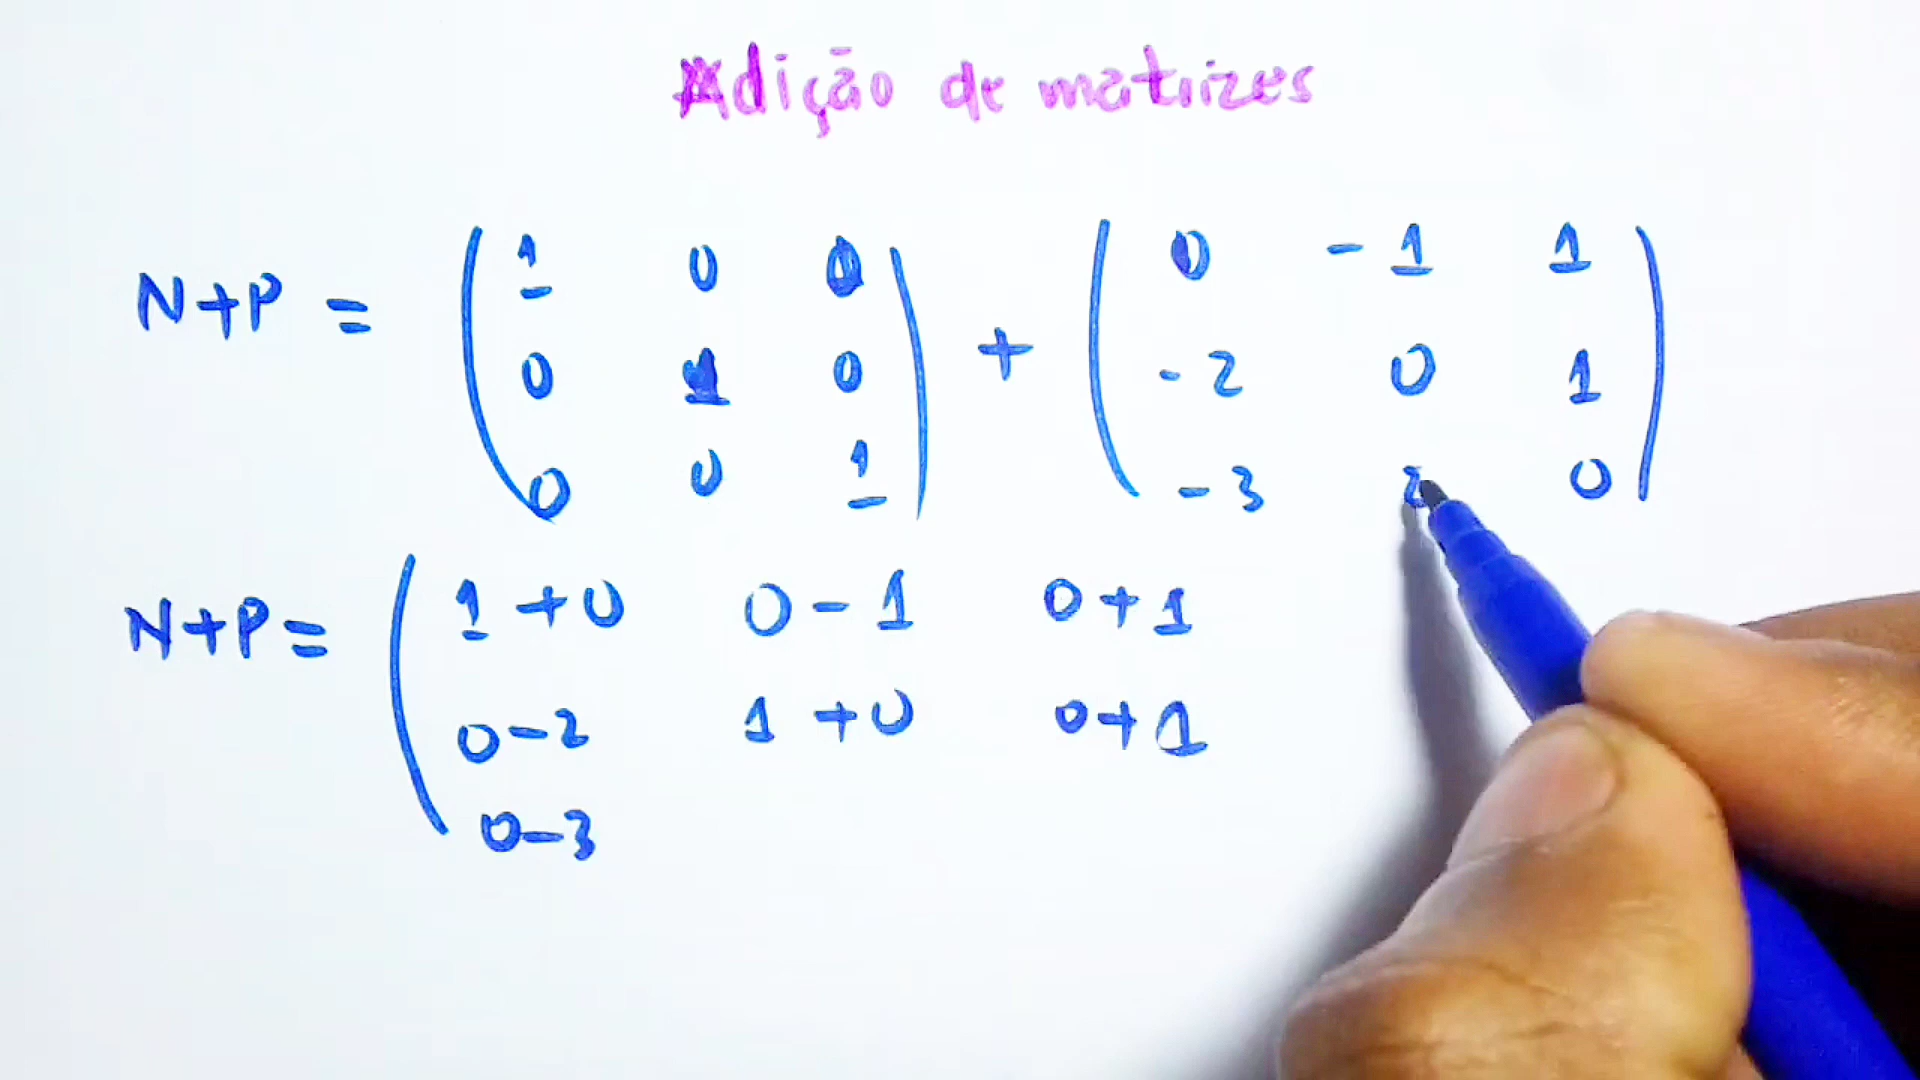 Adição de matrizes
N+P = ( 1 0 0 ) + ( 0 -1 1 )
0 1 0 -2 0 1
0 0 1 -3 0
N+P = ( 1+0 0-1 0+1
0-2 1+0 0+1
0-3